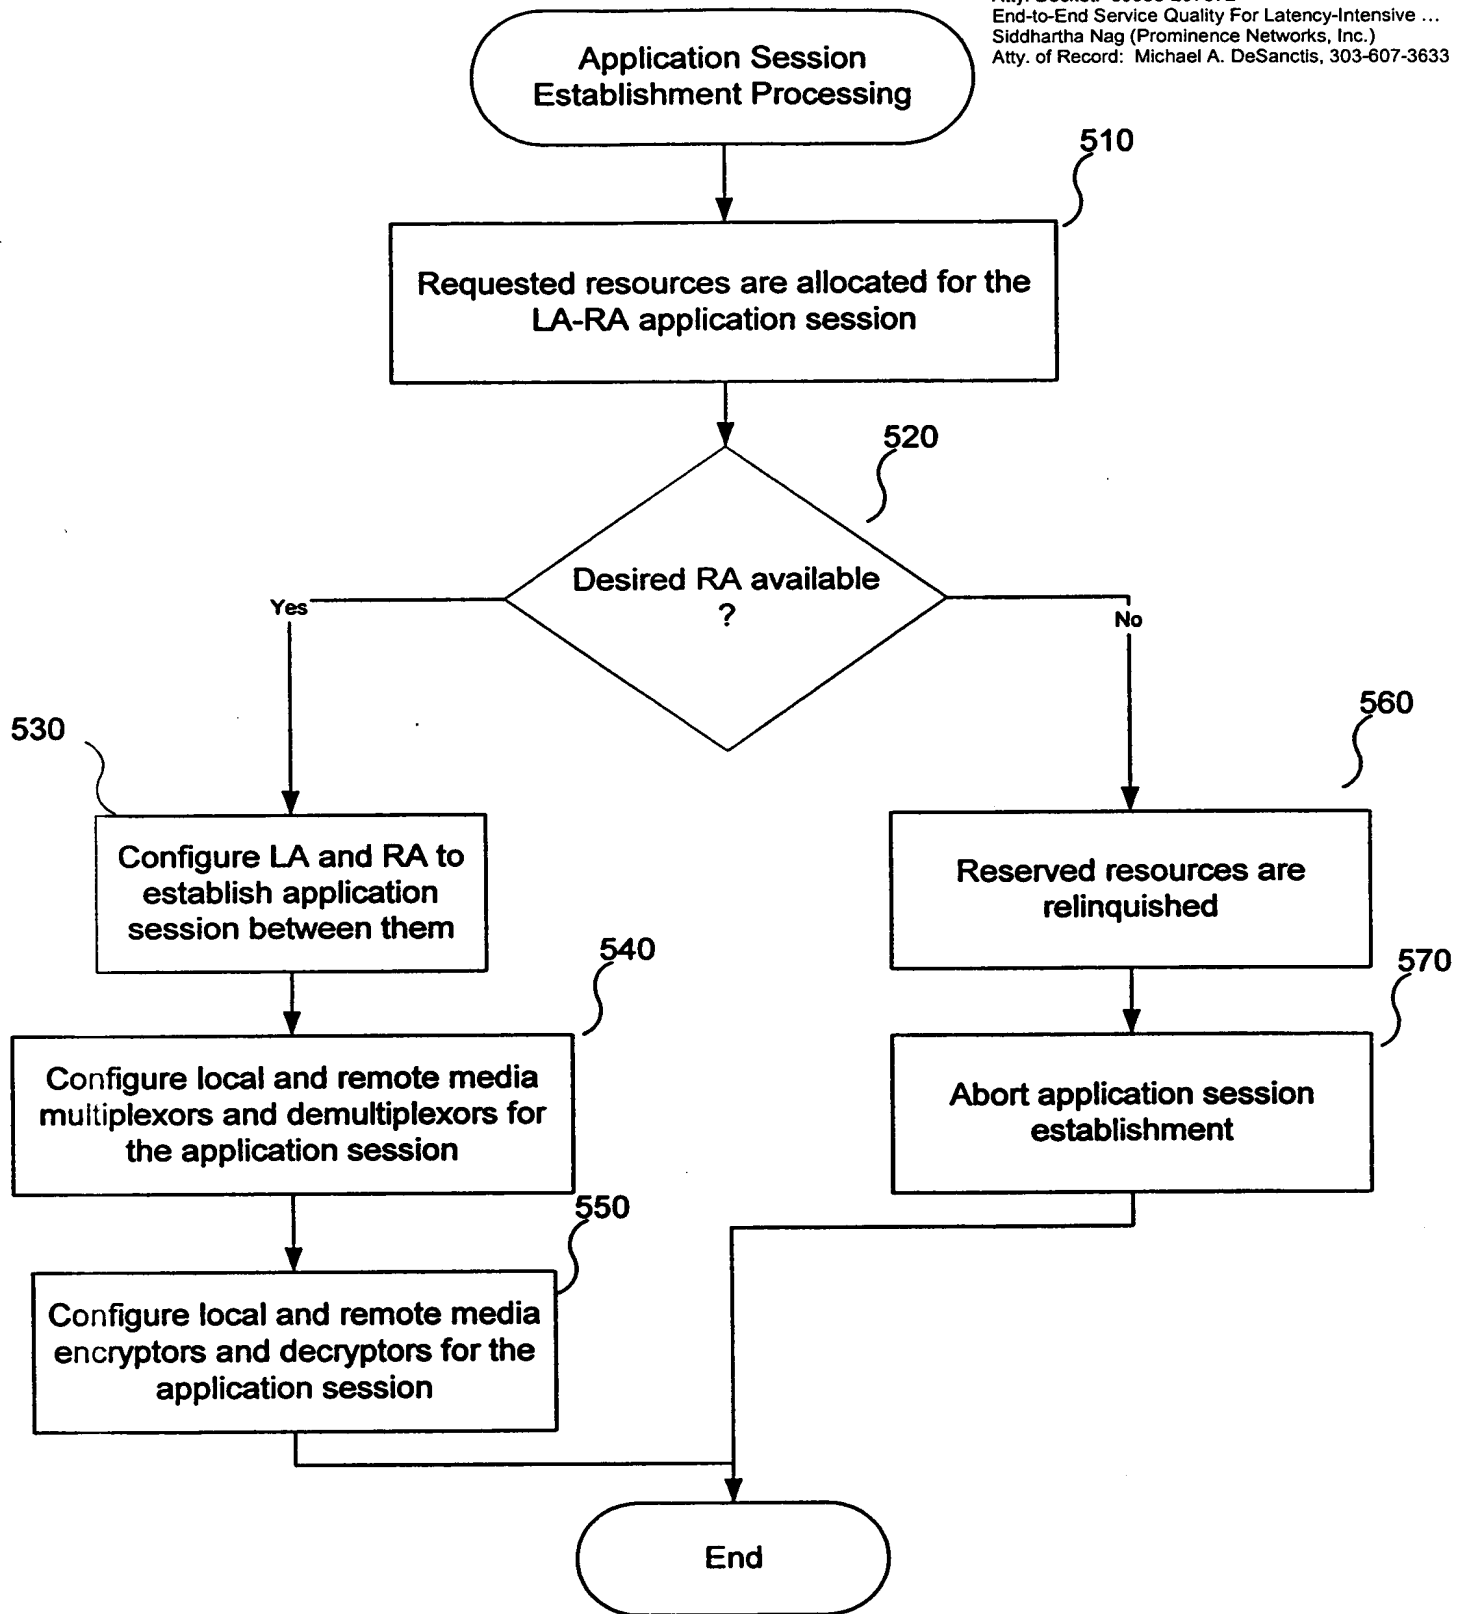 End-to-End Service Quality For Latency-Intensive ...
Siddhartha Nag (Prominence Networks, Inc.)
Atty. of Record: Michael A. DeSanctis, 303-607-3633
Application Session
Establishment Processing
510
Requested resources are allocated for the
LA-RA application session
520
Desired RA available
?
Yes
No
530
Configure LA and RA to
establish application
session between them
560
Reserved resources are
relinquished
540
Configure local and remote media
multiplexors and demultiplexors for
the application session
570
Abort application session
establishment
550
Configure local and remote media
encryptors and decryptors for the
application session
End